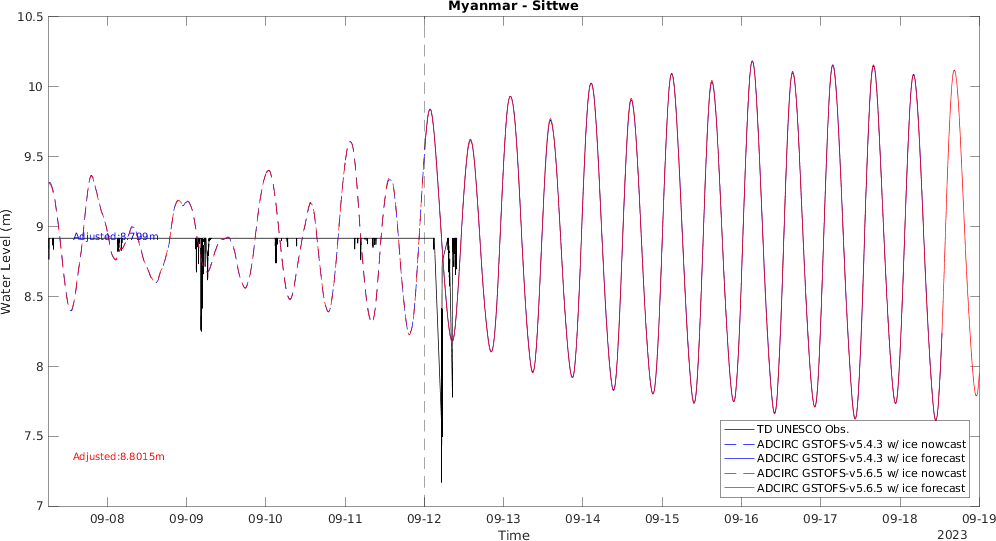 Myanmar - Sittwe
10.5
10
9.5
9
8.5
8
7.5
7
Water Level (m)
Adjusted:8.799m
Adjusted:8.8015m
TD UNESCO Obs.
ADCIRC GSTOFS-v5.4.3 w/ ice nowcast
ADCIRC GSTOFS-v5.4.3 w/ ice forecast
ADCIRC GSTOFS-v5.6.5 w/ ice nowcast
ADCIRC GSTOFS-v5.6.5 w/ ice forecast
09-08 09-09 09-10 09-11 09-12 09-13 09-14 09-15 09-16 09-17 09-18 09-19
Time
2023